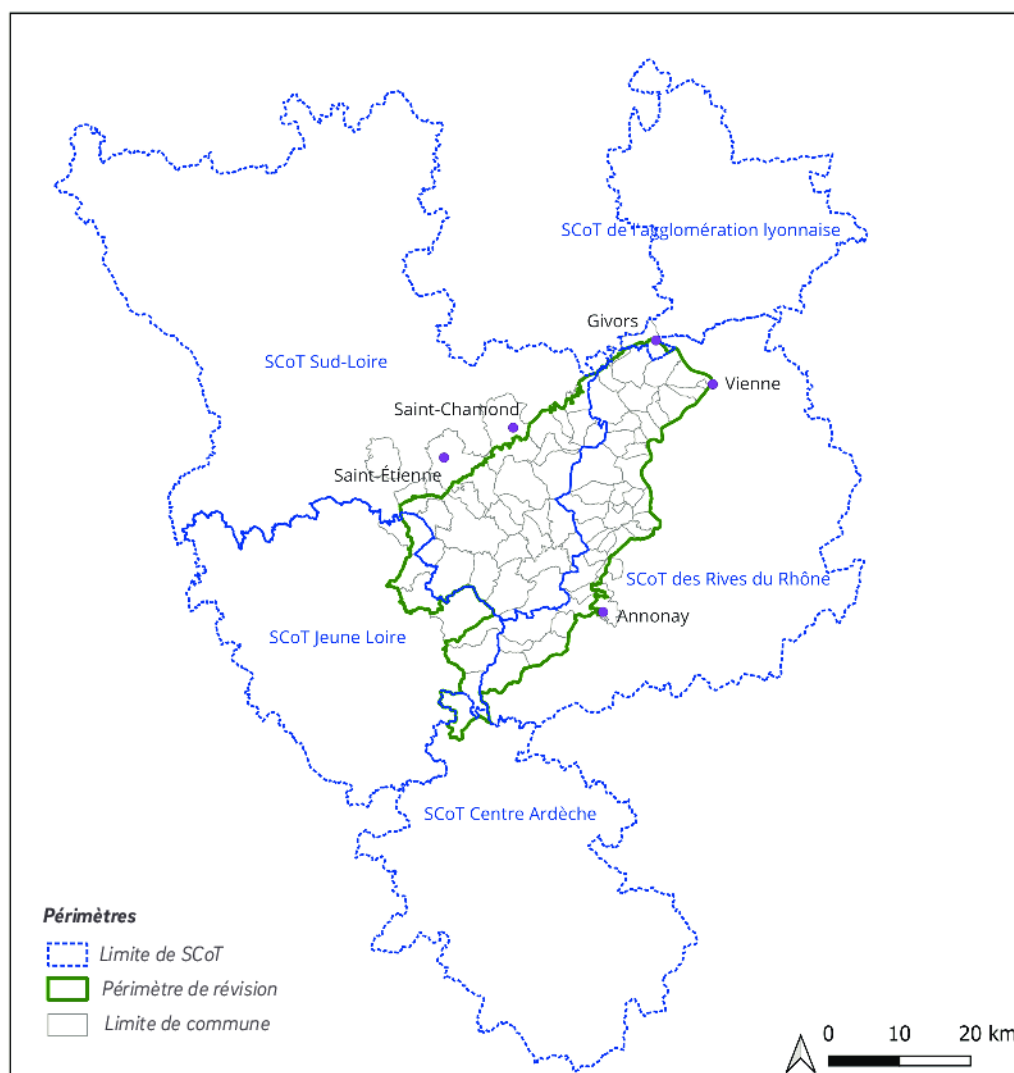 SCoT de l'agglomération lyonnaise
Givors
SCoT Sud-Loire
Vienne
Saint-Chamond
Saint-Étienne
SCoT des Rives du Rhône
Annonay
SCoT Jeune Loire
SCoT Centre Ardèche
Périmètres
Limite de SCoT
Périmètre de révision
Limite de commune
0 10 20 km